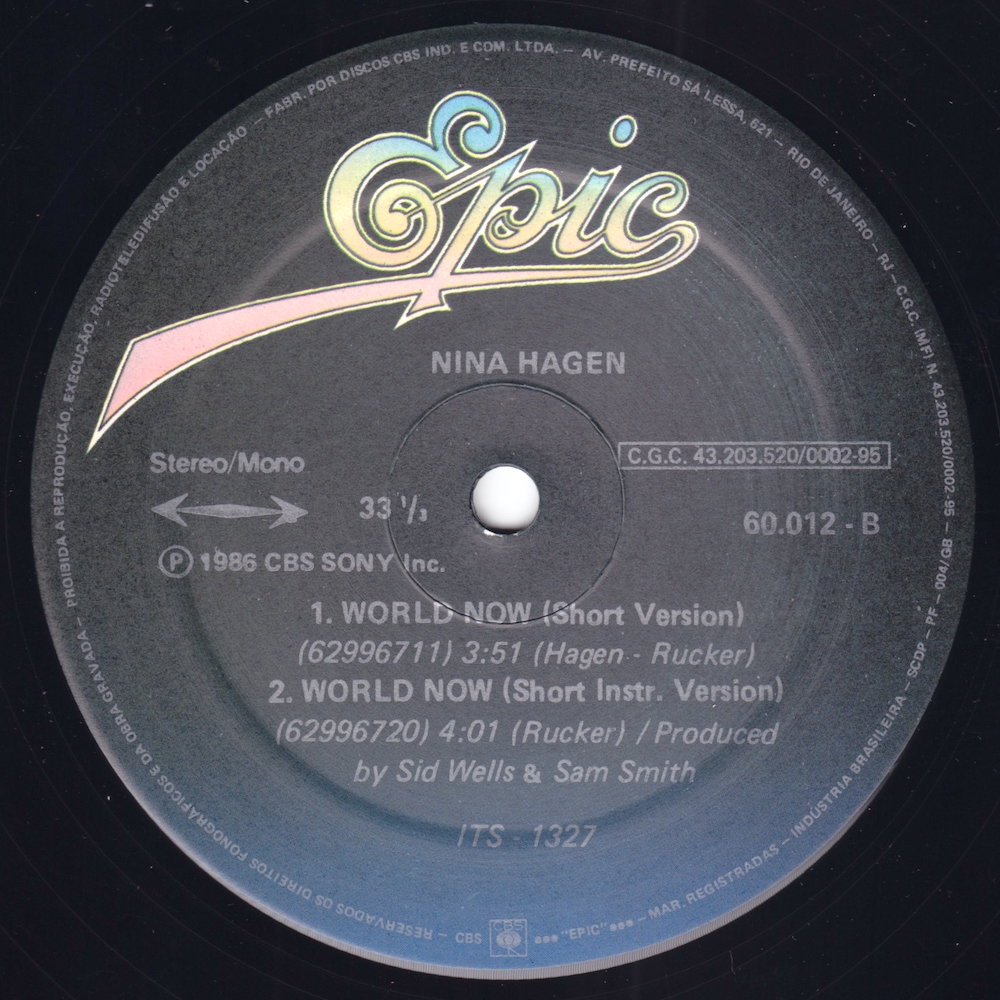 FABR. POR DISCOS CBS IND. E COM. LTDA. – AV. PREFEITO SÁ LESSA, 621 – RIO DE JANEIRO – RJ – C.G.C. (MF) N 43.203.520/0002-95 – 004/GB – SCDP – PF – INDÚSTRIA BRASILEIRA – MAR. REGISTRADAS – "EPIC" CBS – RESERVADOS OS DIREITOS FONOGRÁFICOS E DA OBRA GRAVADA – PROIBIDA A REPRODUÇÃO, EXECUÇÃO, RADIOTELEDIFUSÃO E LOCAÇÃO –
Epic
NINA HAGEN
Stereo/Mono
C.G.C. 43.203.520/0002-95
33 1/3
60.012 - B
℗ 1986 CBS SONY Inc.
1. WORLD NOW (Short Version)
(62996711) 3:51 (Hagen - Rucker)
2. WORLD NOW (Short Instr. Version)
(62996720) 4:01 (Rucker) / Produced
by Sid Wells & Sam Smith
ITS - 1327
CBS